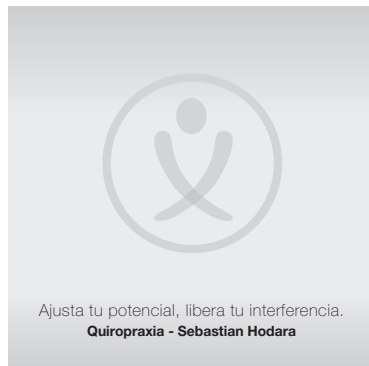 Ajusta tu potencial, libera tu interferencia.
Quiropraxia - Sebastian Hodara